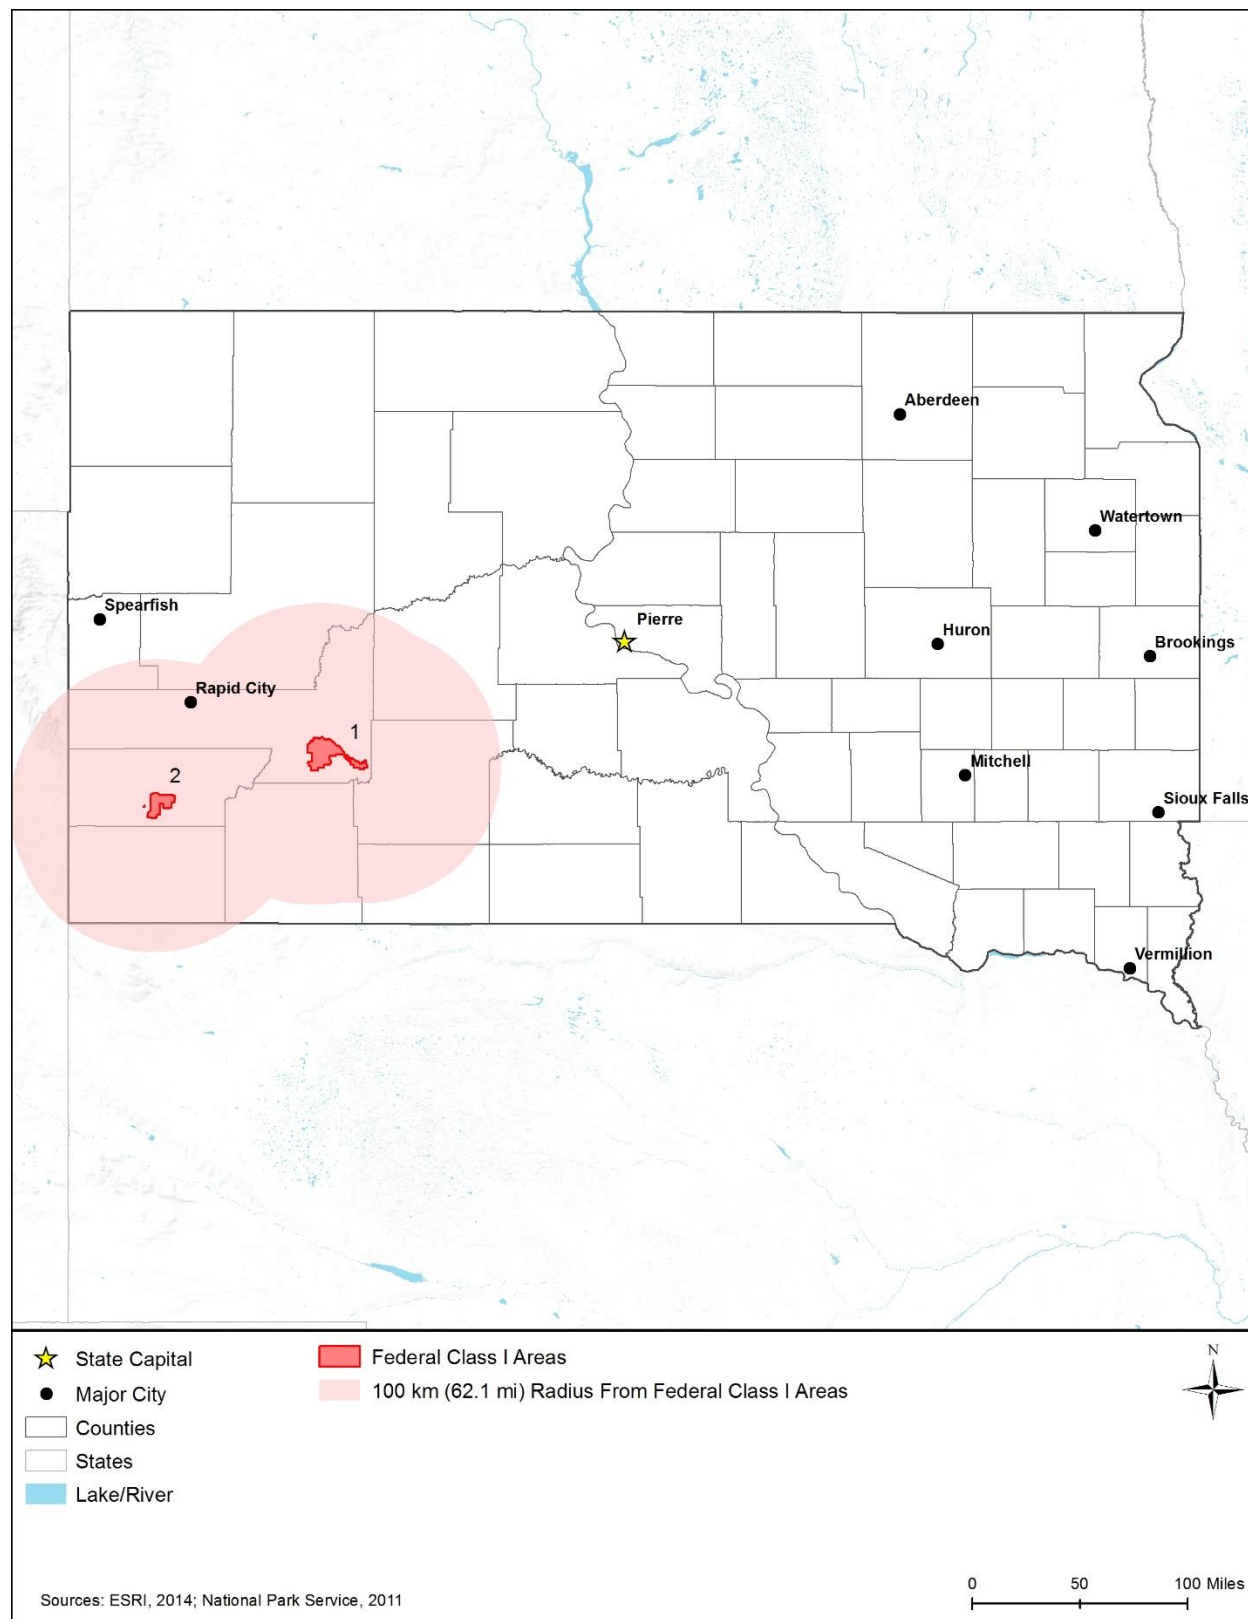 Aberdeen
Watertown
Spearfish
Pierre
Huron
Brookings
Rapid City
1
2
Mitchell
Sioux Falls
Vermillion
State Capital
Major City
Counties
States
Lake/River
Federal Class I Areas
100 km (62.1 mi) Radius From Federal Class I Areas
N
Sources: ESRI, 2014; National Park Service, 2011
0 50 100 Miles